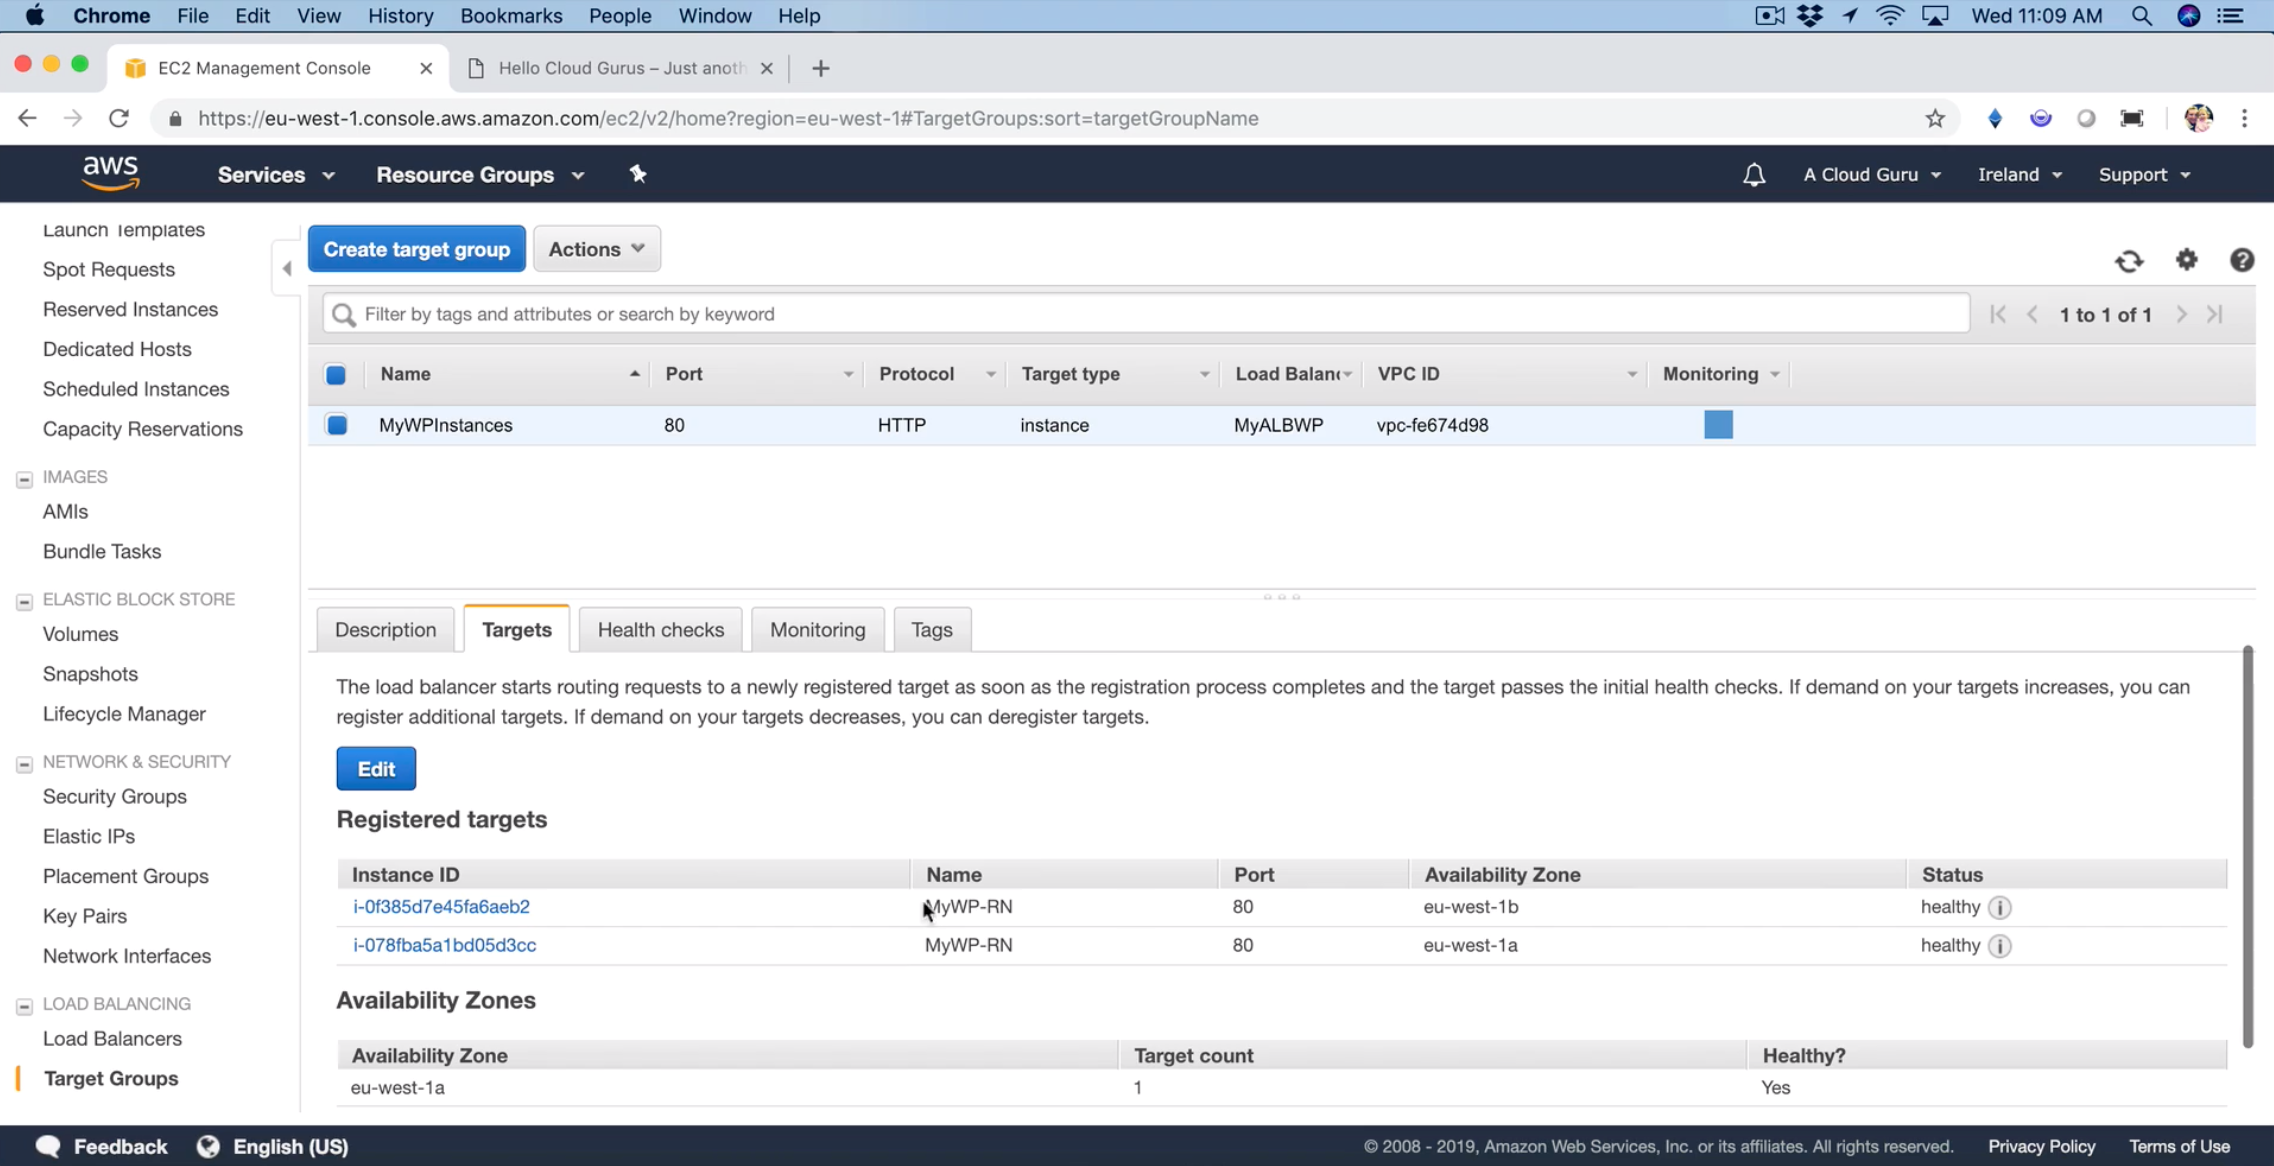 Chrome File Edit View History Bookmarks People Window Help Wed 11:09 AM
EC2 Management Console Hello Cloud Gurus – Just anoth
https://eu-west-1.console.aws.amazon.com/ec2/v2/home?region=eu-west-1#TargetGroups:sort=targetGroupName
aws Services Resource Groups A Cloud Guru Ireland Support
Launch Templates
Spot Requests
Reserved Instances
Dedicated Hosts
Scheduled Instances
Capacity Reservations
IMAGES
AMIs
Bundle Tasks
ELASTIC BLOCK STORE
Volumes
Snapshots
Lifecycle Manager
NETWORK & SECURITY
Security Groups
Elastic IPs
Placement Groups
Key Pairs
Network Interfaces
LOAD BALANCING
Load Balancers
Target Groups
Create target group Actions
Filter by tags and attributes or search by keyword 1 to 1 of 1
Name Port Protocol Target type Load Balanc VPC ID Monitoring
MyWPInstances 80 HTTP instance MyALBWP vpc-fe674d98
Description Targets Health checks Monitoring Tags
The load balancer starts routing requests to a newly registered target as soon as the registration process completes and the target passes the initial health checks. If demand on your targets increases, you can
register additional targets. If demand on your targets decreases, you can deregister targets.
Edit
Registered targets
Instance ID Name Port Availability Zone Status
i-0f385d7e45fa6aeb2 MyWP-RN 80 eu-west-1b healthy
i-078fba5a1bd05d3cc MyWP-RN 80 eu-west-1a healthy
Availability Zones
Availability Zone Target count Healthy?
eu-west-1a 1 Yes
Feedback English (US) © 2008 - 2019, Amazon Web Services, Inc. or its affiliates. All rights reserved. Privacy Policy Terms of Use